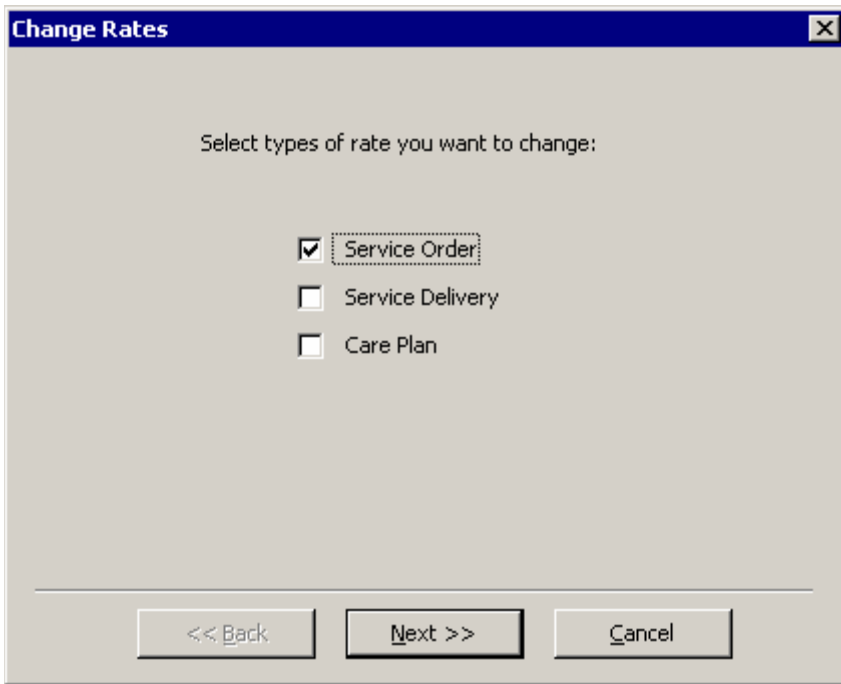 Change Rates
Select types of rate you want to change:
Service Order
Service Delivery
Care Plan
<< Back Next >> Cancel